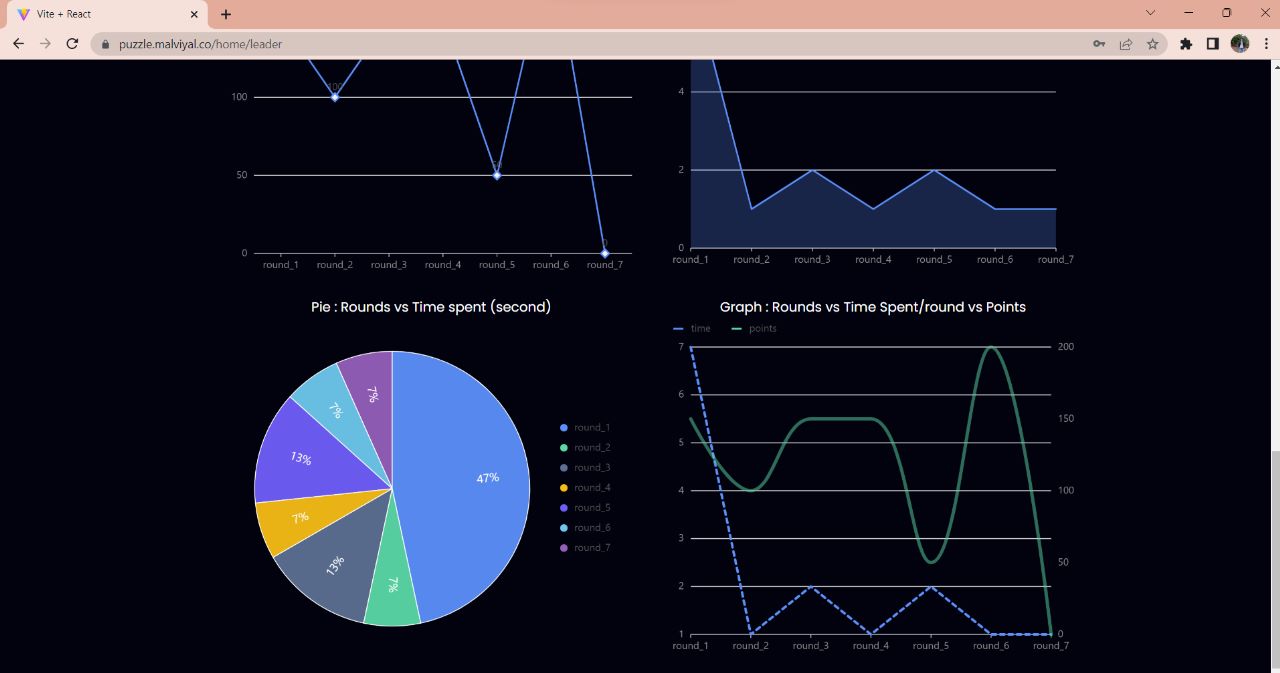 Vite + React
puzzle.malviyal.co/home/leader
100
100
50
50
0
0
round_1 round_2 round_3 round_4 round_5 round_6 round_7
4
2
0
round_1 round_2 round_3 round_4 round_5 round_6 round_7
Pie : Rounds vs Time spent (second)
47%
7%
13%
7%
13%
7%
7%
round_1
round_2
round_3
round_4
round_5
round_6
round_7
Graph : Rounds vs Time Spent/round vs Points
time points
7 200
6
5 150
4 100
3
2 50
1 0
round_1 round_2 round_3 round_4 round_5 round_6 round_7